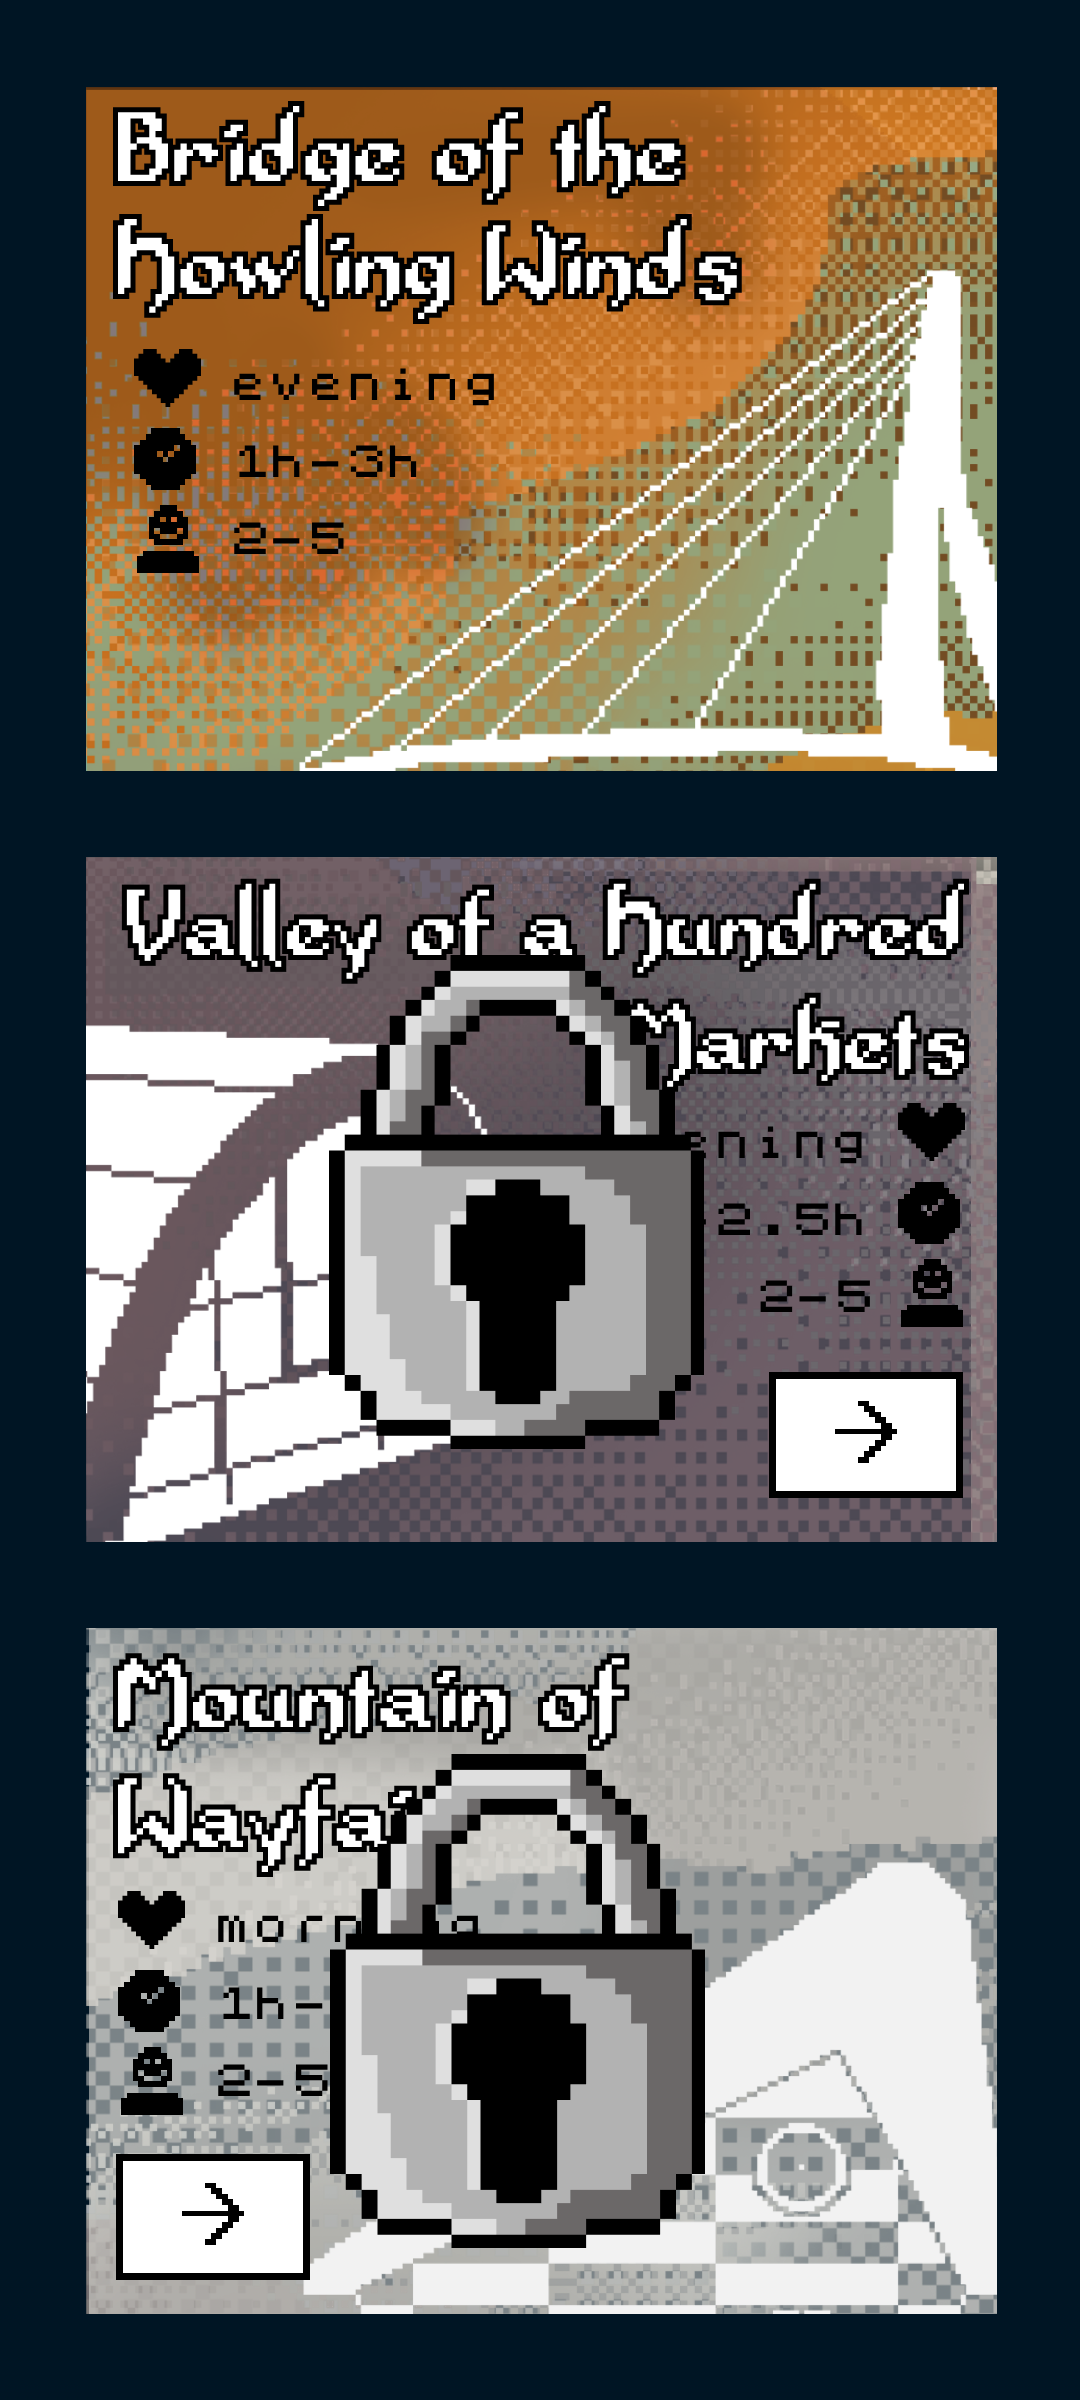 Bridge of the
Howling Winds
evening
1h-3h
2-5
Valley of a Hundred
Markets
2.5h
2-5
Mountain of
2-5